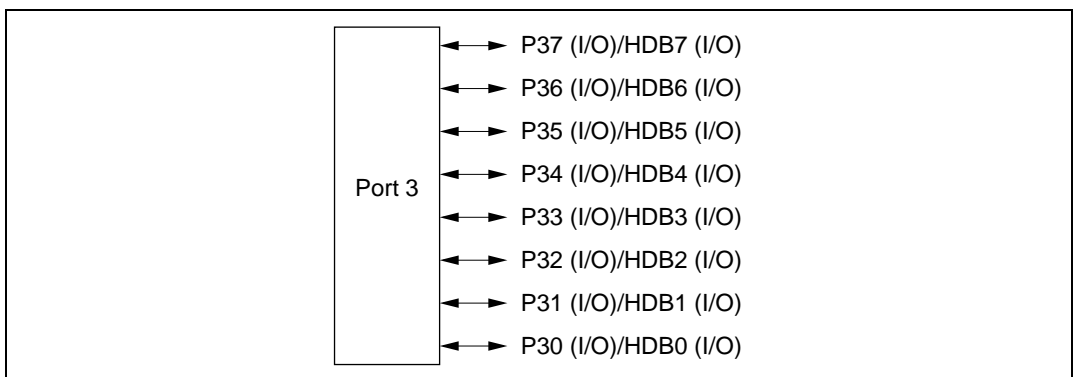 P37 (I/O)/HDB7 (I/O)
P36 (I/O)/HDB6 (I/O)
P35 (I/O)/HDB5 (I/O)
Port 3
P34 (I/O)/HDB4 (I/O)
P33 (I/O)/HDB3 (I/O)
P32 (I/O)/HDB2 (I/O)
P31 (I/O)/HDB1 (I/O)
P30 (I/O)/HDB0 (I/O)